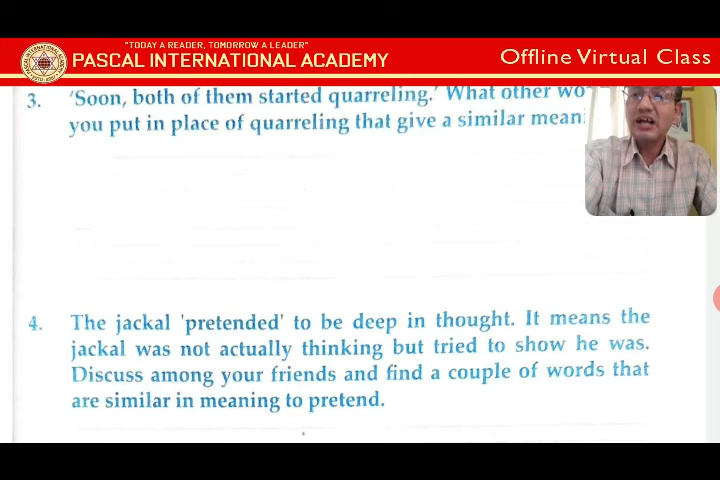 "TODAY A READER, TOMORROW A LEADER"
PASCAL INTERNATIONAL ACADEMY
Offline Virtual Class
3. 'Soon, both of them started quarreling.' What other
you put in place of quarreling that give a similar
4. The jackal 'pretended' to be deep in thought. It means the
jackal was not actually thinking but tried to show he was.
Discuss among your friends and find a couple of words that
are similar in meaning to pretend.